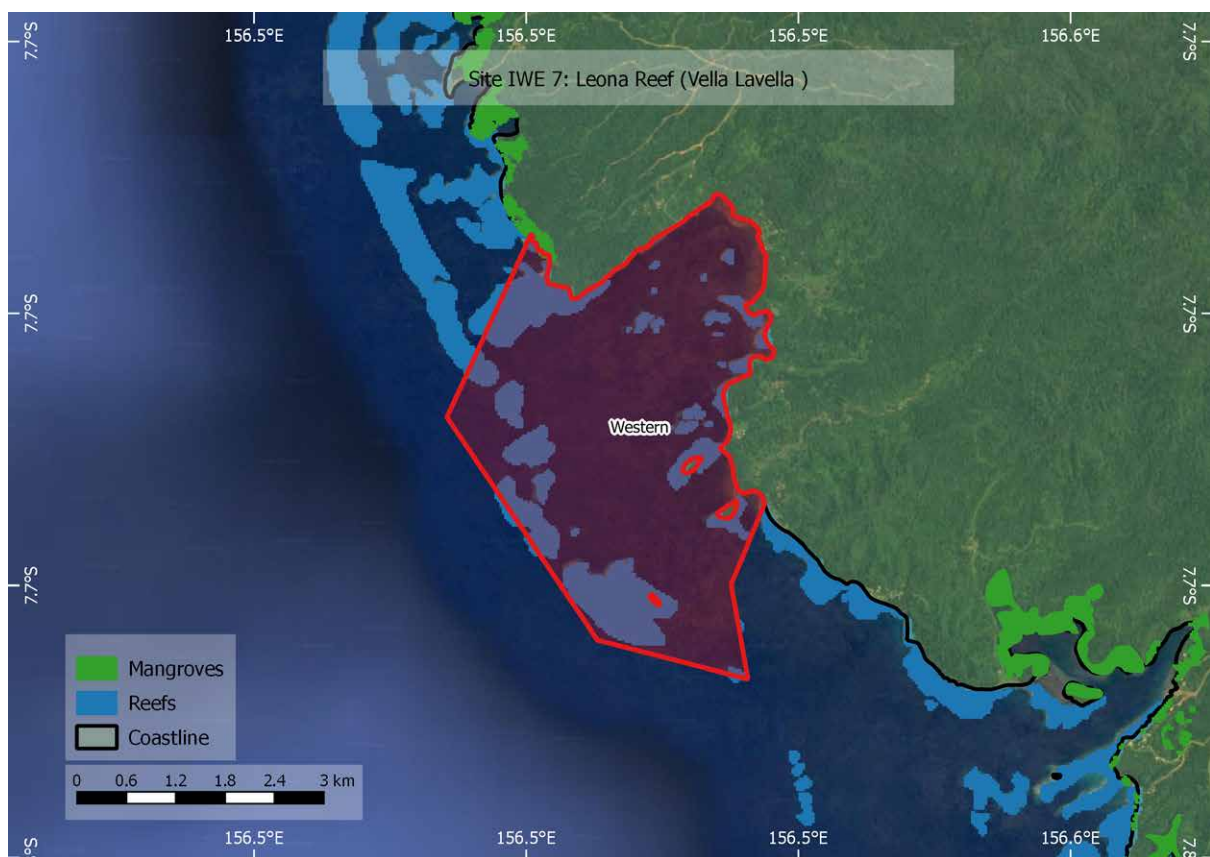 156.5°E 156.5°E 156.5°E 156.6°E
7.7°S 7.7°S
Site IWE 7: Leona Reef (Vella Lavella )
7.7°S 7.7°S
Western
7.7°S 7.7°S
Mangroves
Reefs
Coastline
0 0.6 1.2 1.8 2.4 3 km
156.5°E 156.5°E 156.5°E 156.6°E